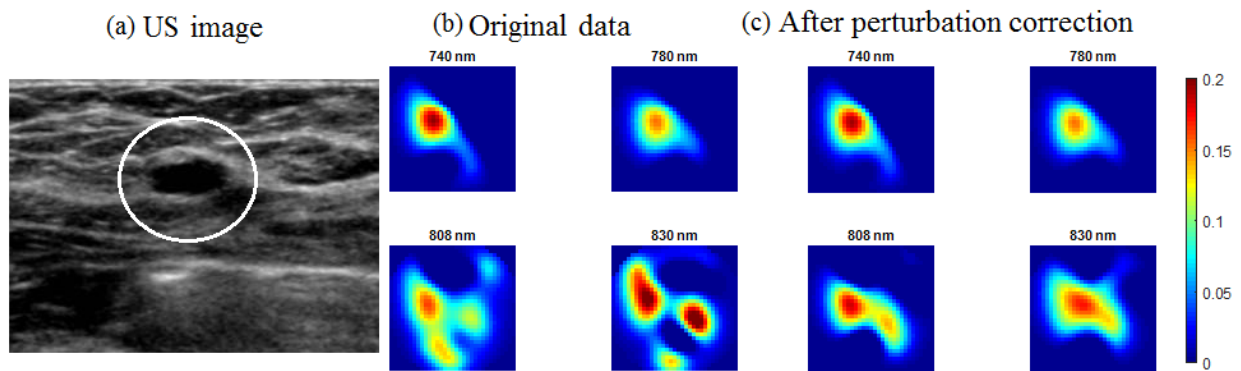 (a) US image
(b) Original data
(c) After perturbation correction
740 nm
780 nm
740 nm
780 nm
808 nm
830 nm
808 nm
830 nm
0.2
0.15
0.1
0.05
0